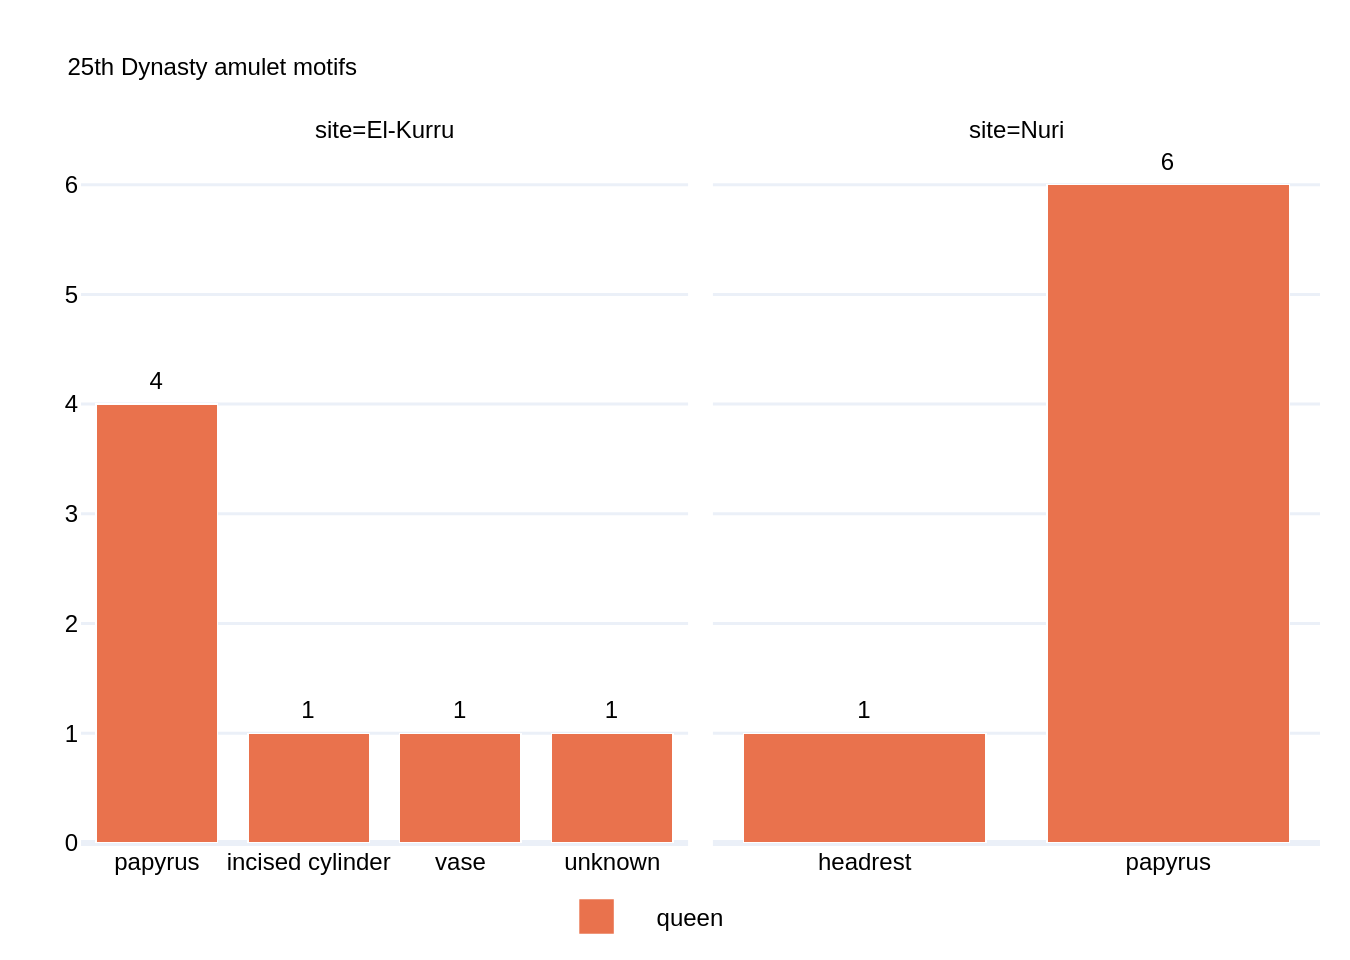 25th Dynasty amulet motifs
site=El-Kurru
site=Nuri
6
5
4
3
2
1
0
4
1
1
1
1
6
papyrus
incised cylinder
vase
unknown
headrest
papyrus
queen